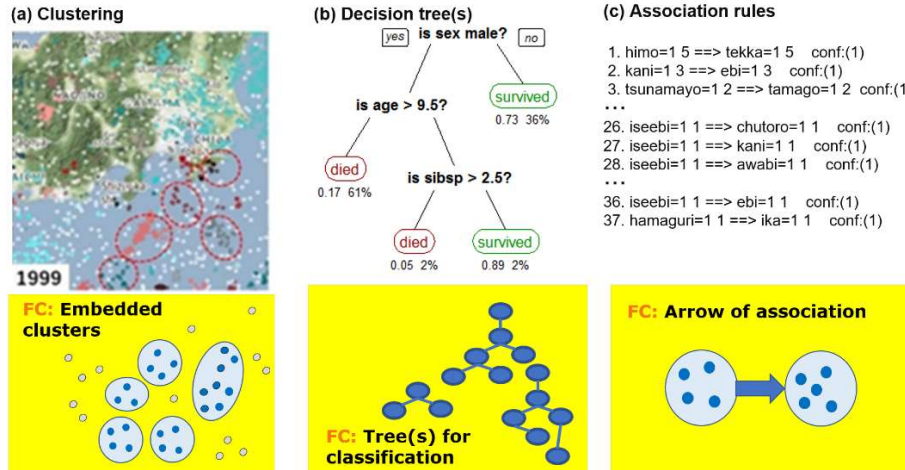 (a) Clustering
1999
FC: Embedded
clusters
(b) Decision tree(s)
yes is sex male? no
is age > 9.5?
survived
0.73 36%
died
0.17 61%
is sibsp > 2.5?
died
survived
0.05 2%
0.89 2%
FC: Tree(s) for
classification
(c) Association rules
1. himo=1 5 ==> tekka=1 5 conf:(1)
2. kani=1 3 ==> ebi=1 3 conf:(1)
3. tsunamayo=1 2 ==> tamago=1 2 conf:(1)
...
26. iseebi=1 1 ==> chutoro=1 1 conf:(1)
27. iseebi=1 1 ==> kani=1 1 conf:(1)
28. iseebi=1 1 ==> awabi=1 1 conf:(1)
...
36. iseebi=1 1 ==> ebi=1 1 conf:(1)
37. hamaguri=1 1 ==> ika=1 1 conf:(1)
FC: Arrow of association